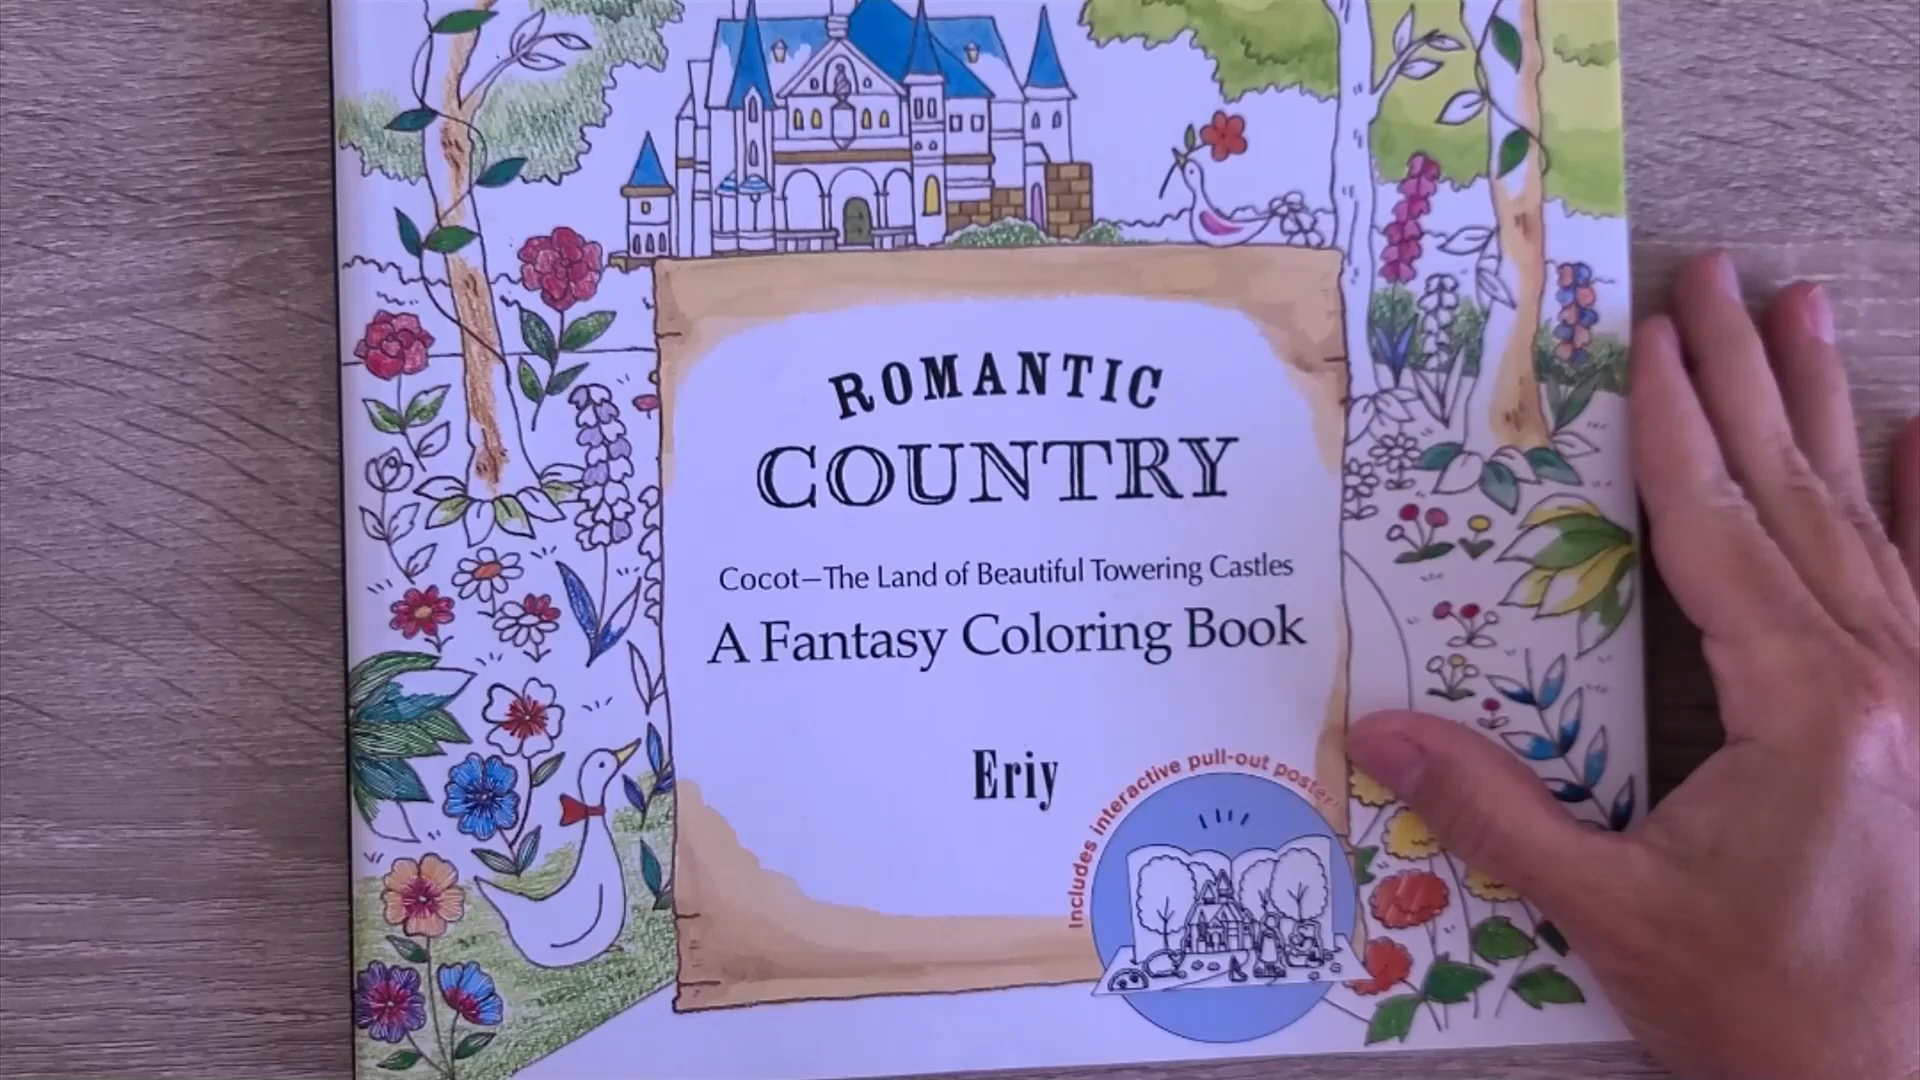 ROMANTIC
COUNTRY
Cocot—The Land of Beautiful Towering Castles
A Fantasy Coloring Book
Eriy
Includes interactive pull-out poster!